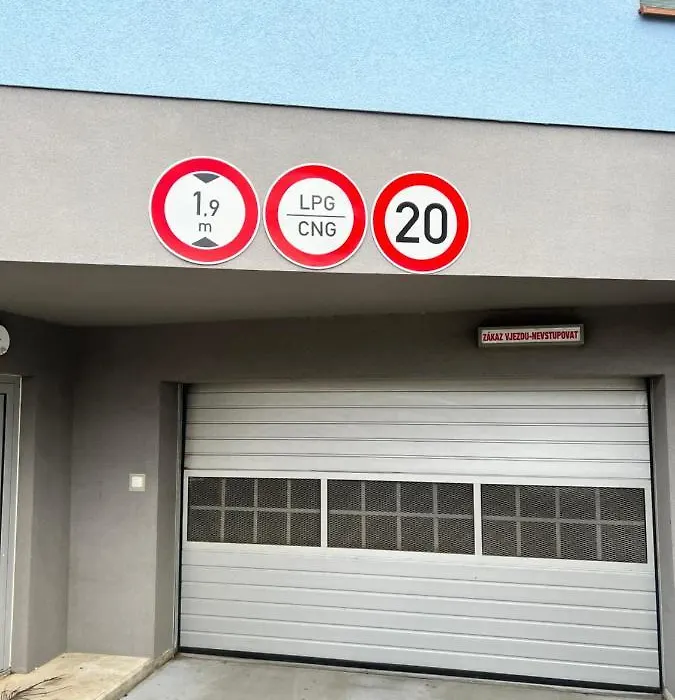 1.9
m
LPG
CNG
20
ZÁKAZ VJEZDU-NEVSTUPOVAT